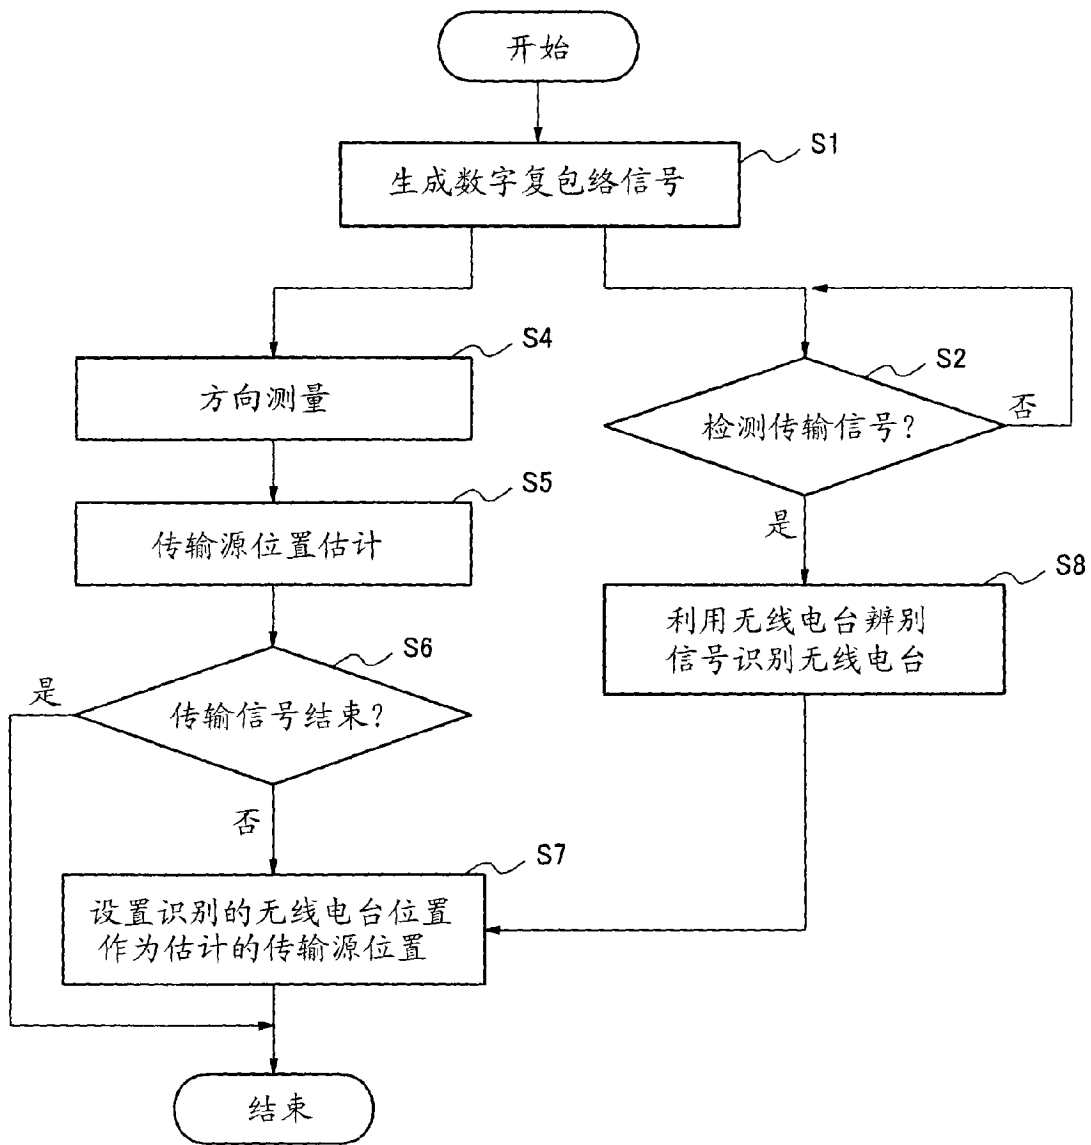 开始
S1
生成数字复包络信号
S4
方向测量
S2
检测传输信号?
否
是
S5
传输源位置估计
S8
利用无线电台辨别
信号识别无线电台
S6
是
传输信号结束?
否
S7
设置识别的无线电台位置
作为估计的传输源位置
结束